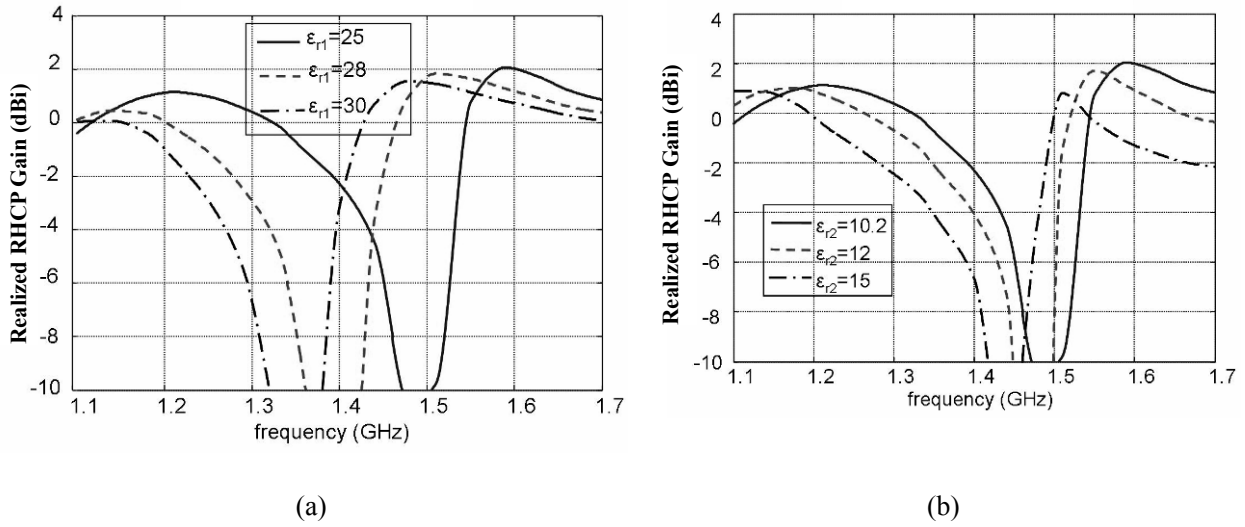 4
2
0
-2
-4
-6
-8
-10
Realized RHCP Gain (dBi)
εr1=25
εr1=28
εr1=30
1.1 1.2 1.3 1.4 1.5 1.6 1.7
frequency (GHz)
(a)
4
2
0
-2
-4
-6
-8
-10
Realized RHCP Gain (dBi)
εr2=10.2
εr2=12
εr2=15
1.1 1.2 1.3 1.4 1.5 1.6 1.7
frequency (GHz)
(b)